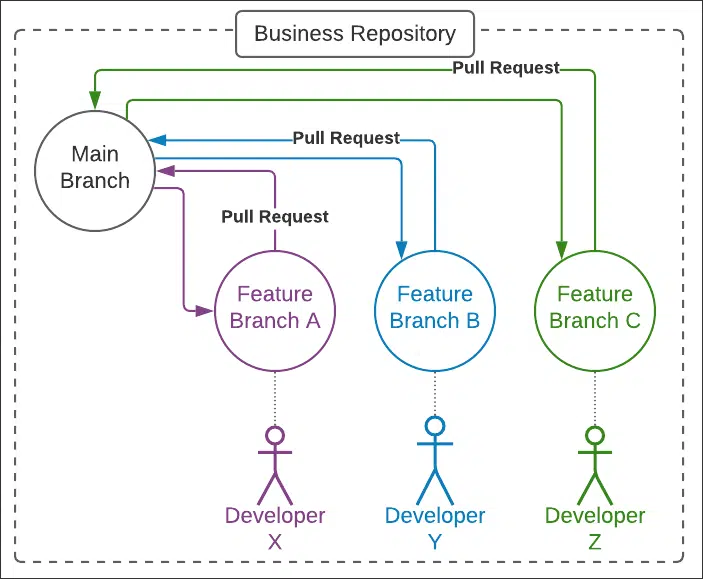 Business Repository
Pull Request
Pull Request
Main
Branch
Pull Request
Feature
Branch A
Feature
Branch B
Feature
Branch C
Developer
X
Developer
Y
Developer
Z